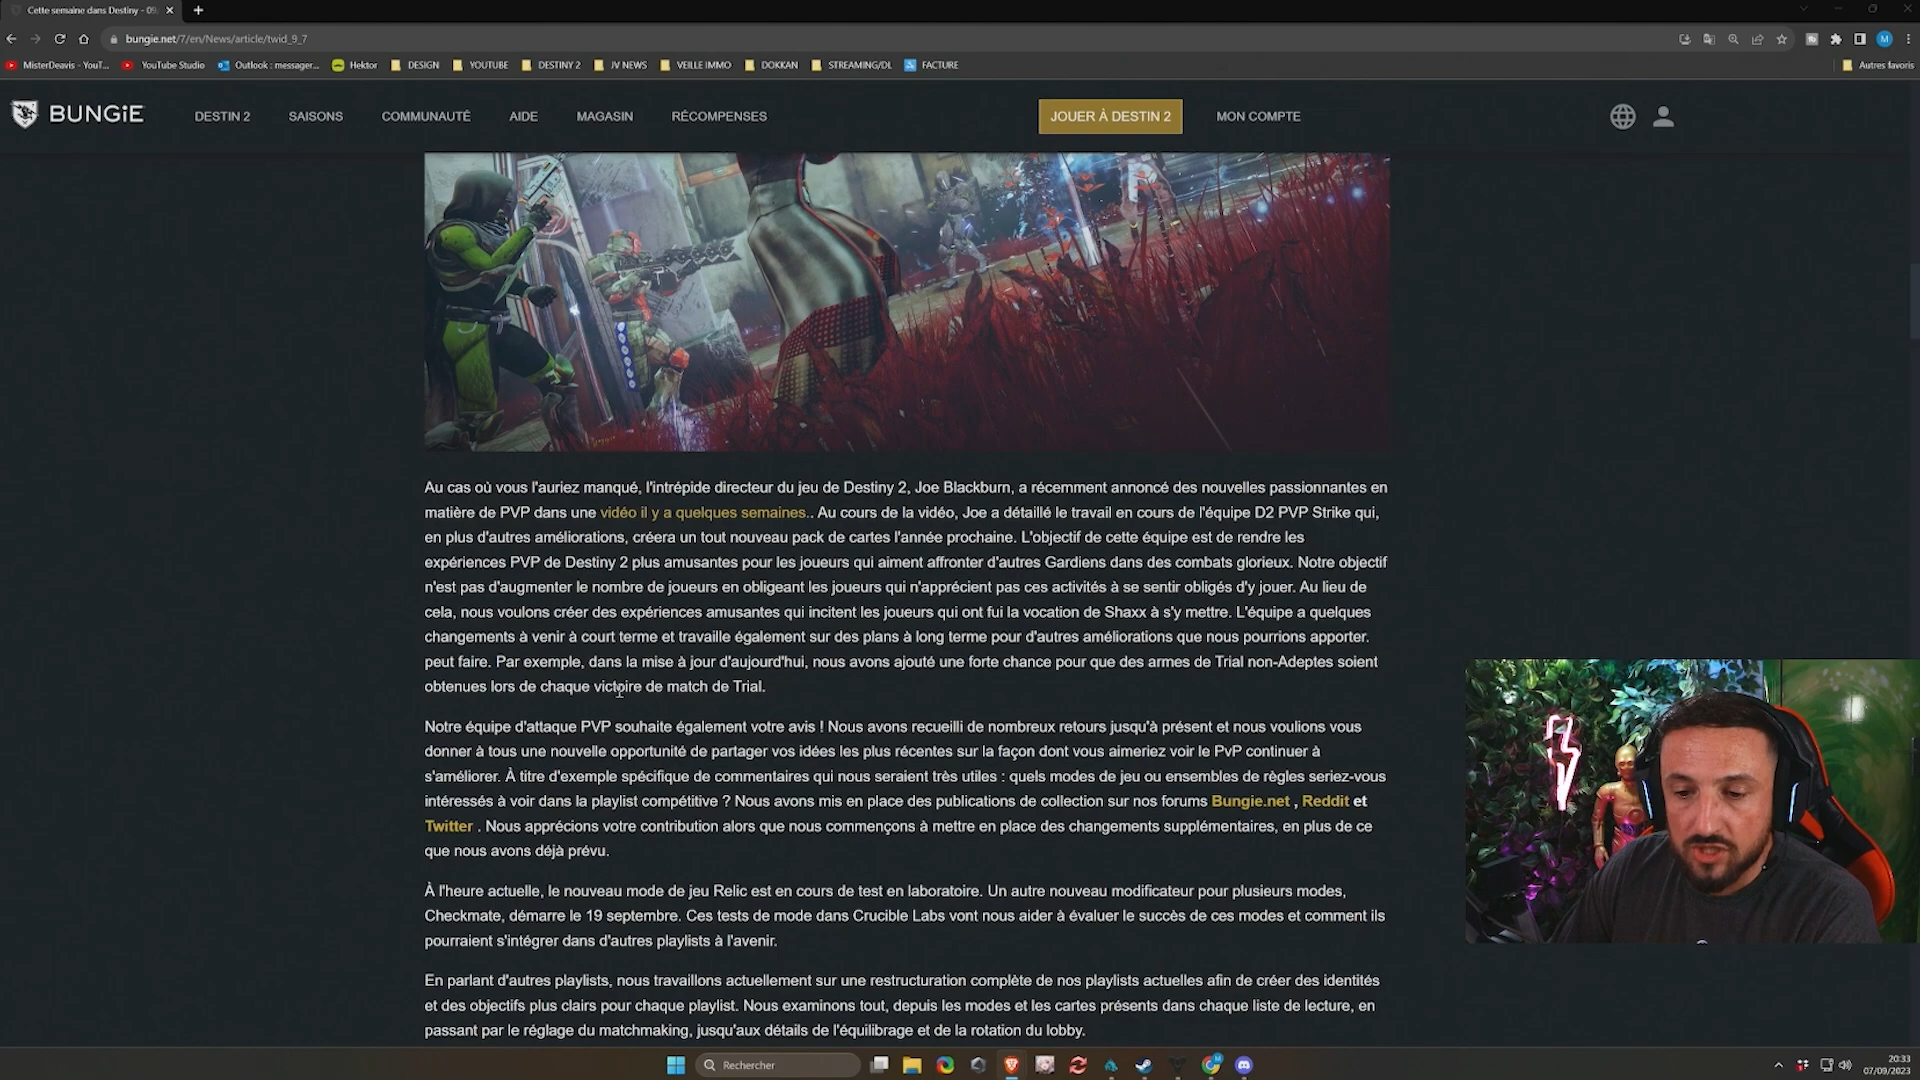 Cette semaine dans Destiny - 09.
bungie.net/7/en/News/article/twid_9_7
MisterDeavis - YouT... YouTube Studio Outlook : messager... Hektor DESIGN YOUTUBE DESTINY 2 JV NEWS VEILLE IMMO DOKKAN STREAMING/DL FACTURE Autres favoris
BUNGiE DESTIN 2 SAISONS COMMUNAUTÉ AIDE MAGASIN RÉCOMPENSES JOUER À DESTIN 2 MON COMPTE
Au cas où vous l'auriez manqué, l'intrépide directeur du jeu de Destiny 2, Joe Blackburn, a récemment annoncé des nouvelles passionnantes en
matière de PVP dans une vidéo il y a quelques semaines.. Au cours de la vidéo, Joe a détaillé le travail en cours de l'équipe D2 PVP Strike qui,
en plus d'autres améliorations, créera un tout nouveau pack de cartes l'année prochaine. L'objectif de cette équipe est de rendre les
expériences PVP de Destiny 2 plus amusantes pour les joueurs qui aiment affronter d'autres Gardiens dans des combats glorieux. Notre objectif
n'est pas d'augmenter le nombre de joueurs en obligeant les joueurs qui n'apprécient pas ces activités à se sentir obligés d'y jouer. Au lieu de
cela, nous voulons créer des expériences amusantes qui incitent les joueurs qui ont fui la vocation de Shaxx à s'y mettre. L'équipe a quelques
changements à venir à court terme et travaille également sur des plans à long terme pour d'autres améliorations que nous pourrions apporter.
peut faire. Par exemple, dans la mise à jour d'aujourd'hui, nous avons ajouté une forte chance pour que des armes de Trial non-Adeptes soient
obtenues lors de chaque victoire de match de Trial.
Notre équipe d'attaque PVP souhaite également votre avis ! Nous avons recueilli de nombreux retours jusqu'à présent et nous voulions vous
donner à tous une nouvelle opportunité de partager vos idées les plus récentes sur la façon dont vous aimeriez voir le PvP continuer à
s'améliorer. À titre d'exemple spécifique de commentaires qui nous seraient très utiles : quels modes de jeu ou ensembles de règles seriez-vous
intéressés à voir dans la playlist compétitive ? Nous avons mis en place des publications de collection sur nos forums Bungie.net , Reddit et
Twitter . Nous apprécions votre contribution alors que nous commençons à mettre en place des changements supplémentaires, en plus de ce
que nous avons déjà prévu.
À l'heure actuelle, le nouveau mode de jeu Relic est en cours de test en laboratoire. Un autre nouveau modificateur pour plusieurs modes,
Checkmate, démarre le 19 septembre. Ces tests de mode dans Crucible Labs vont nous aider à évaluer le succès de ces modes et comment ils
pourraient s'intégrer dans d'autres playlists à l'avenir.
En parlant d'autres playlists, nous travaillons actuellement sur une restructuration complète de nos playlists actuelles afin de créer des identités
et des objectifs plus clairs pour chaque playlist. Nous examinons tout, depuis les modes et les cartes présents dans chaque liste de lecture, en
passant par le réglage du matchmaking, jusqu'aux détails de l'équilibrage et de la rotation du lobby.
Rechercher
20:33
07/09/2023